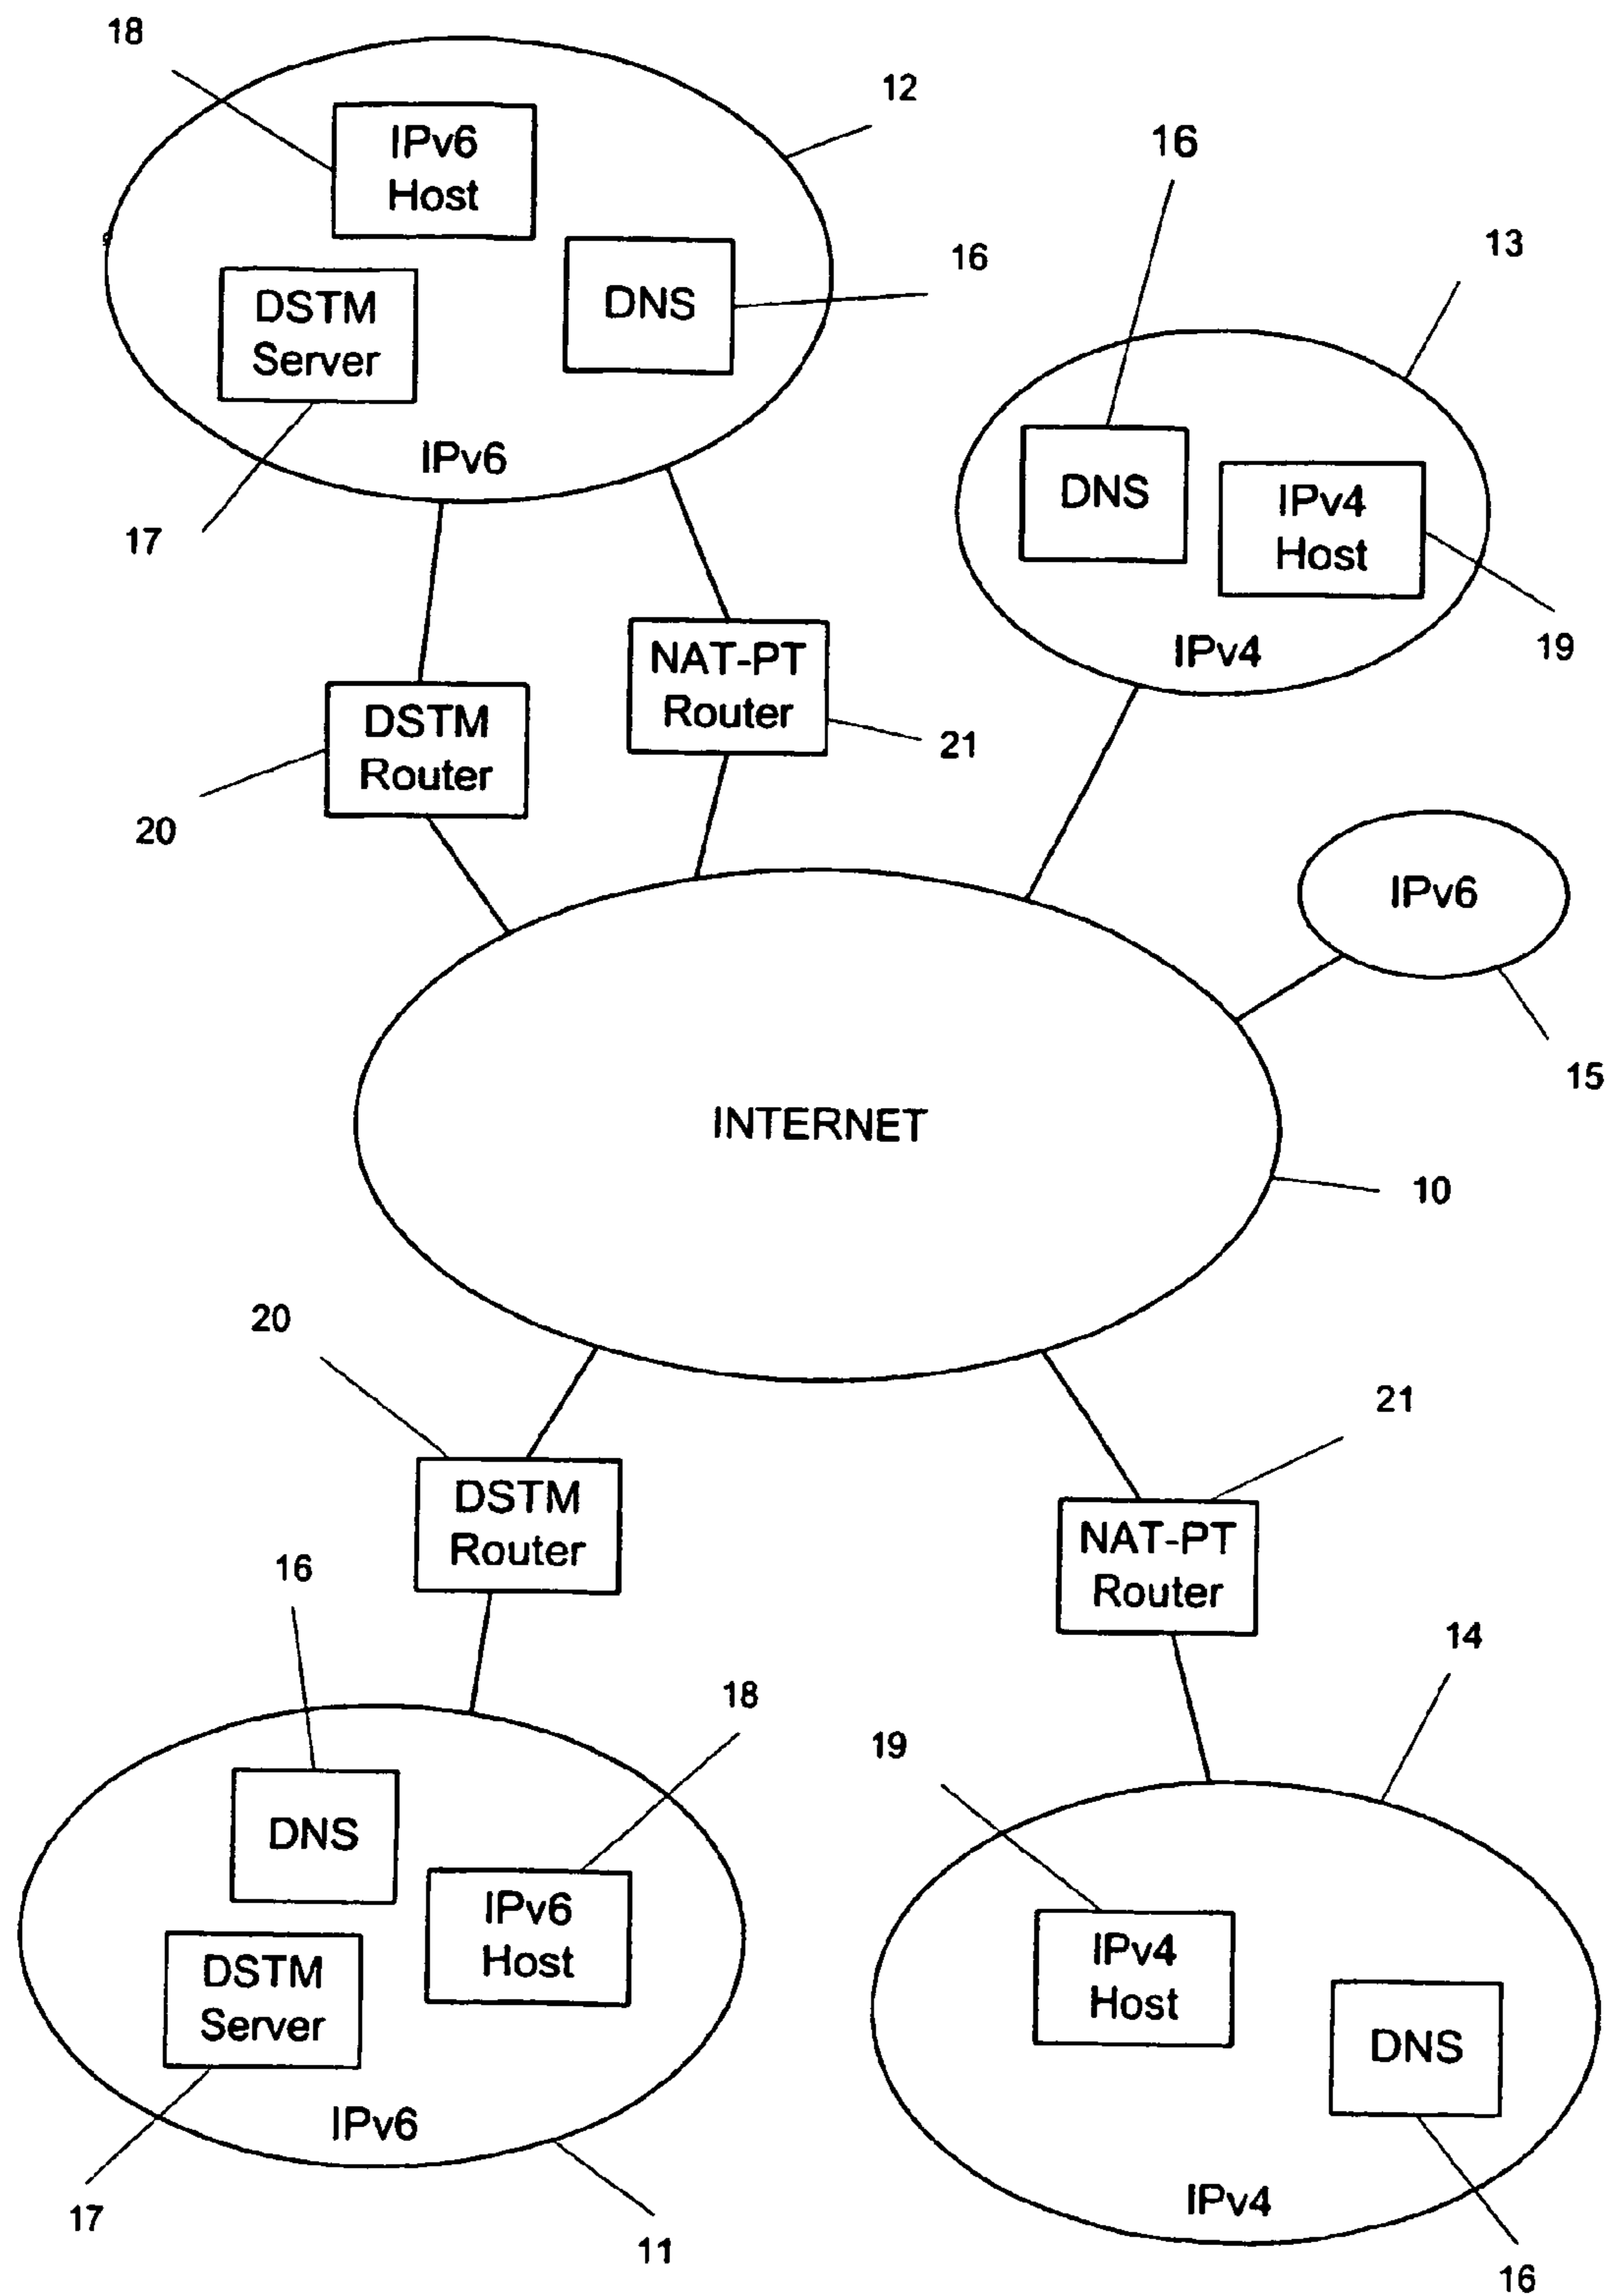 18
12
IPv6
Host
16
13
DNS
16
DSTM
Server
DNS
IPv4
Host
IPv6
17
IPv4
19
NAT-PT
Router
21
DSTM
Router
20
IPv6
15
INTERNET
10
20
21
DSTM
Router
NAT-PT
Router
16
14
18
19
DNS
IPv6
Host
IPv4
Host
DSTM
Server
DNS
IPv6
IPv4
17
11
16